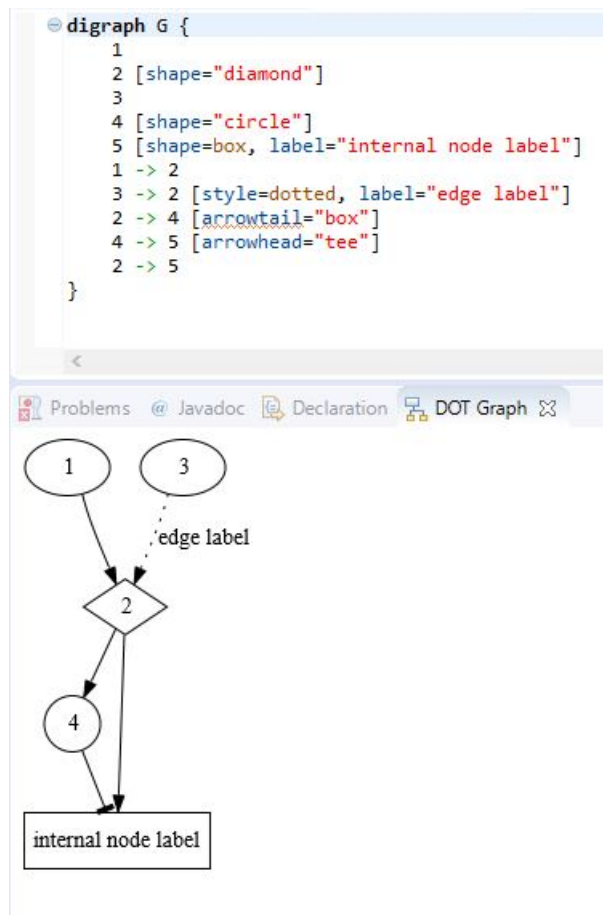 digraph G {
1
2 [shape="diamond"]
3
4 [shape="circle"]
5 [shape=box, label="internal node label"]
1 -> 2
3 -> 2 [style=dotted, label="edge label"]
2 -> 4 [arrowtail="box"]
4 -> 5 [arrowhead="tee"]
2 -> 5
}
Problems @ Javadoc Declaration DOT Graph
1 3
edge label
2
4
internal node label